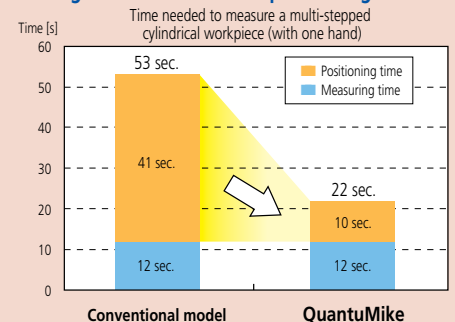 Time needed to measure a multi-stepped
cylindrical workpiece (with one hand)
Time [s]
60
50
40
30
20
10
0
53 sec.
41 sec.
12 sec.
Positioning time
Measuring time
22 sec.
10 sec.
12 sec.
Conventional model
QuantuMike